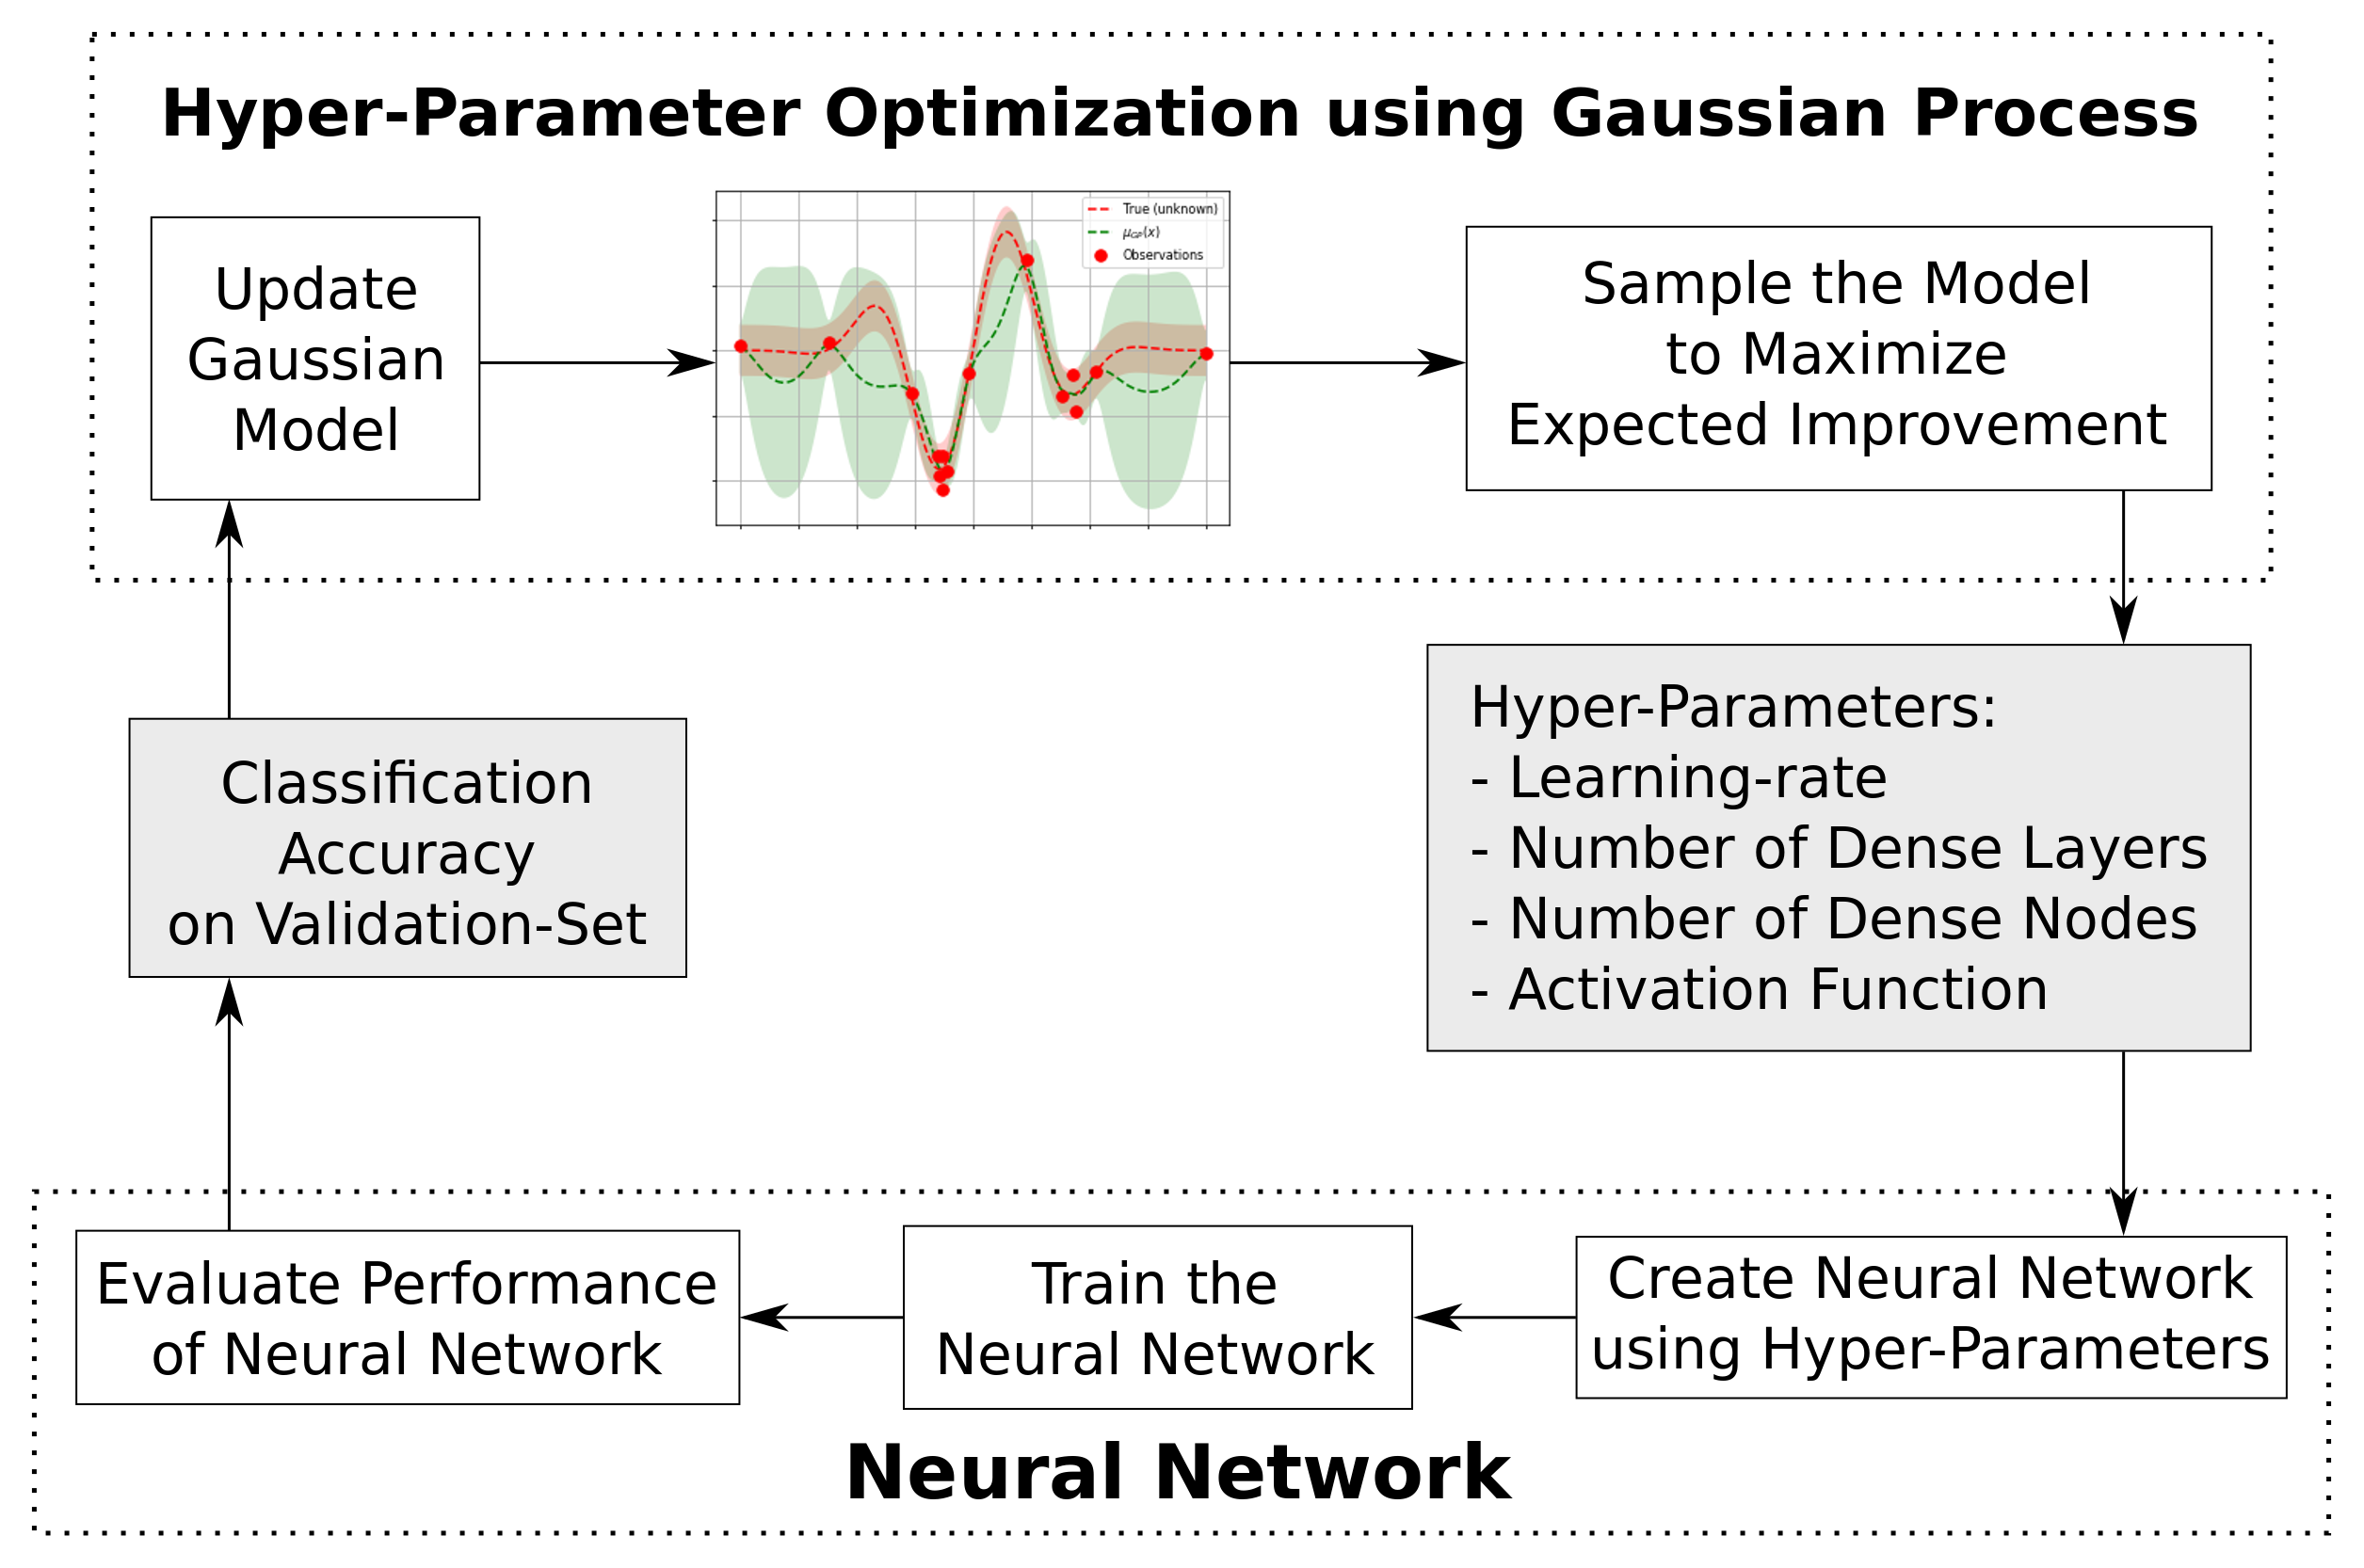 Hyper-Parameter Optimization using Gaussian Process
Update
Gaussian
Model
True (unknown)
μGP(x)
Observations
Sample the Model
to Maximize
Expected Improvement
Hyper-Parameters:
- Learning-rate
- Number of Dense Layers
- Number of Dense Nodes
- Activation Function
Classification
Accuracy
on Validation-Set
Evaluate Performance
of Neural Network
Train the
Neural Network
Create Neural Network
using Hyper-Parameters
Neural Network